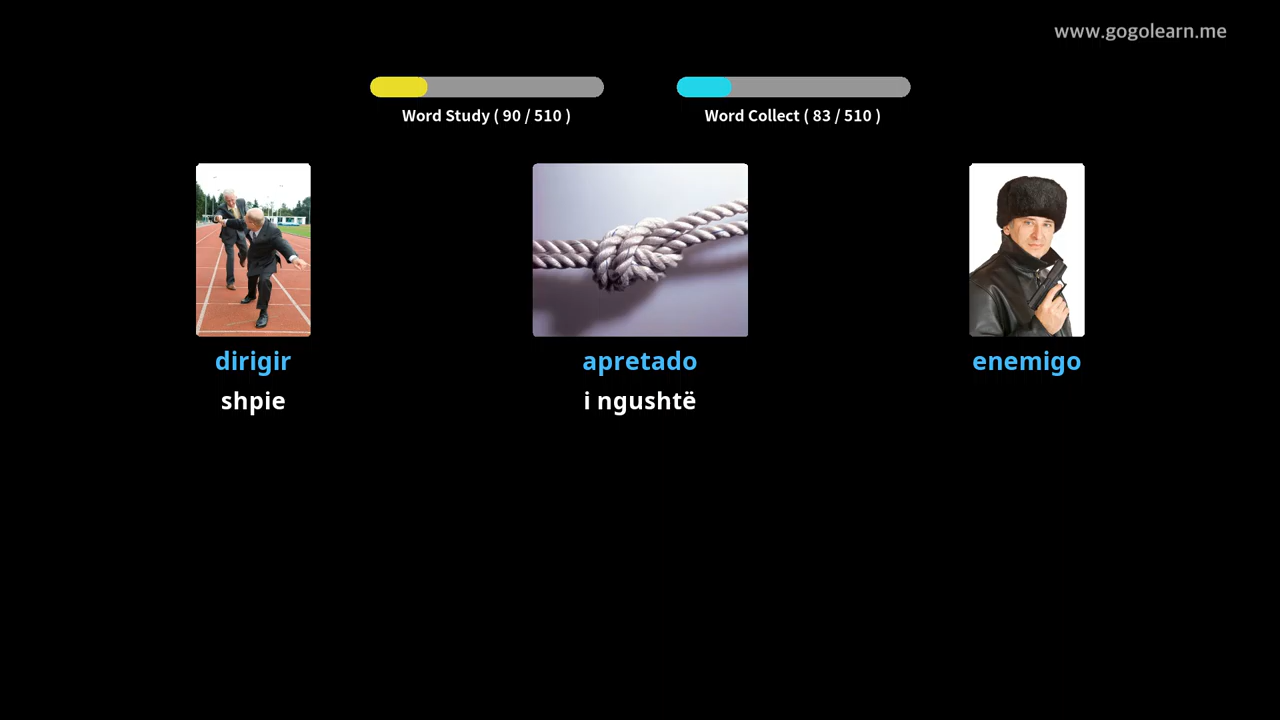 www.gogolearn.me
Word Study ( 90 / 510 )
Word Collect ( 83 / 510 )
dirigir
shpie
apretado
i ngushtë
enemigo